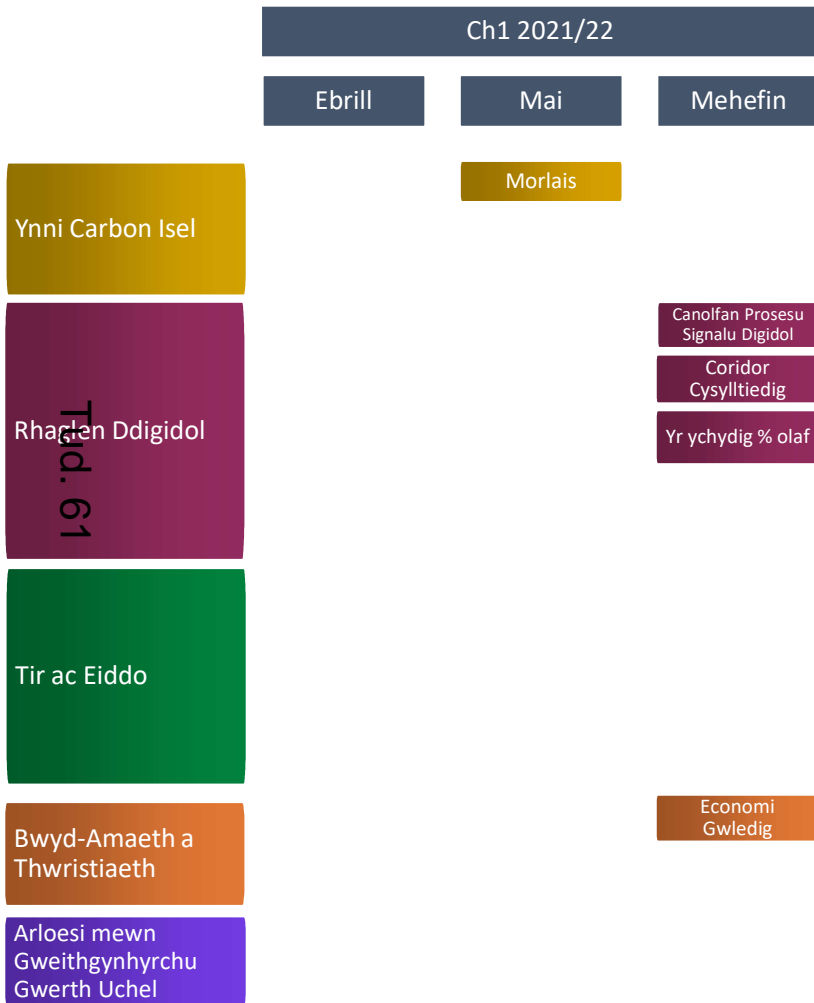 Ch1 2021/22
Ebrill
Mai
Mehefin
Ynni Carbon Isel
Morlais
Rhaglen Ddigidol
Canolfan Prosesu
Signalu Digidol
Coridor
Cysylltiedig
Yr ychydig % olaf
Tud. 61
Tir ac Eiddo
Bwyd-Amaeth a
Thwristiaeth
Economi
Gwledig
Arloesi mewn
Gweithgynhyrchu
Gwerth Uchel